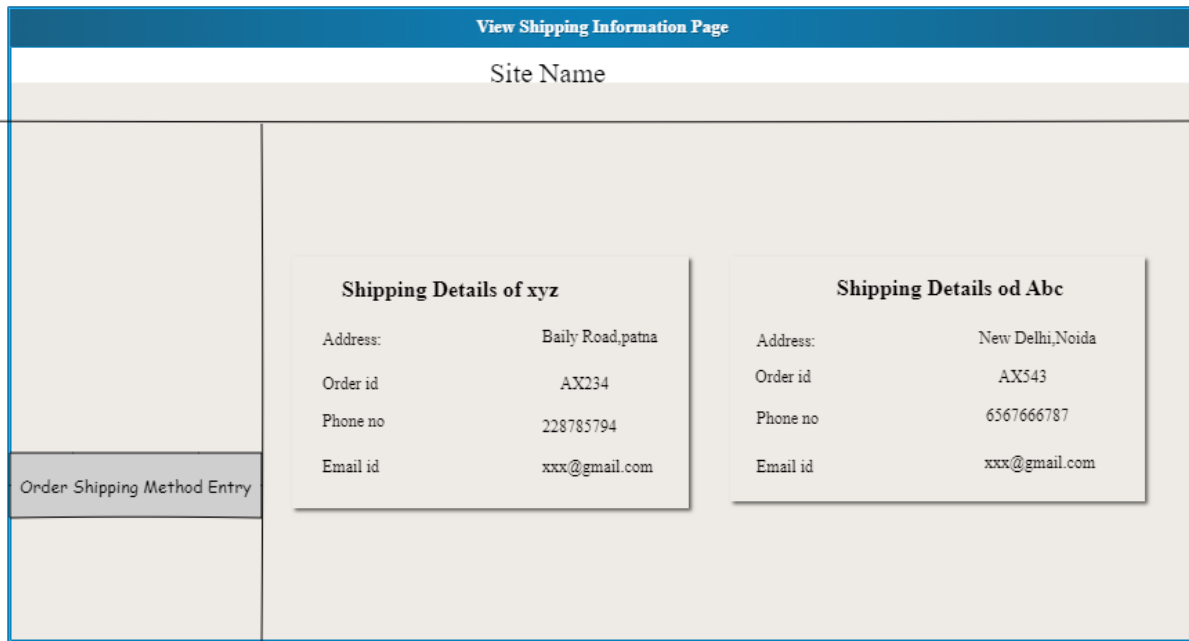 View Shipping Information Page
Site Name
Shipping Details of xyz
Address: Baily Road,patna
Order id AX234
Phone no 228785794
Email id xxx@gmail.com
Shipping Details od Abc
Address: New Delhi,Noida
Order id AX543
Phone no 6567666787
Email id xxx@gmail.com
Order Shipping Method Entry